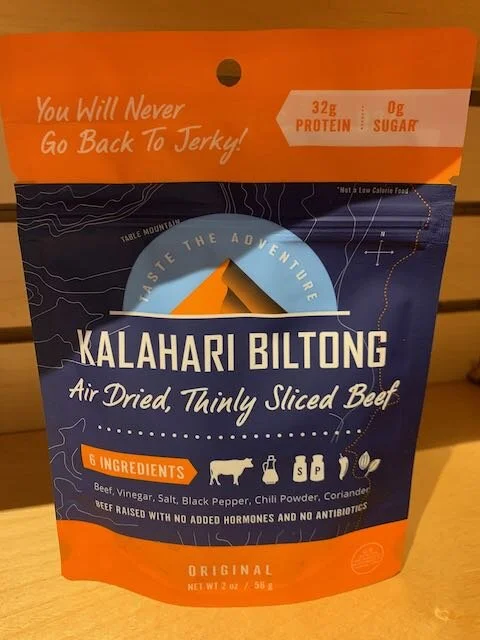 You Will Never
Go Back To Jerky!
32g
PROTEIN
0g
SUGAR*
*Not a Low Calorie Food
TABLE MOUNTAIN
N
TASTE THE ADVENTURE
KALAHARI BILTONG
Air Dried, Thinly Sliced Beef
6 INGREDIENTS
S P
Beef, Vinegar, Salt, Black Pepper, Chili Powder, Coriander
BEEF RAISED WITH NO ADDED HORMONES AND NO ANTIBIOTICS
ORIGINAL
NET WT 2 oz / 56 g